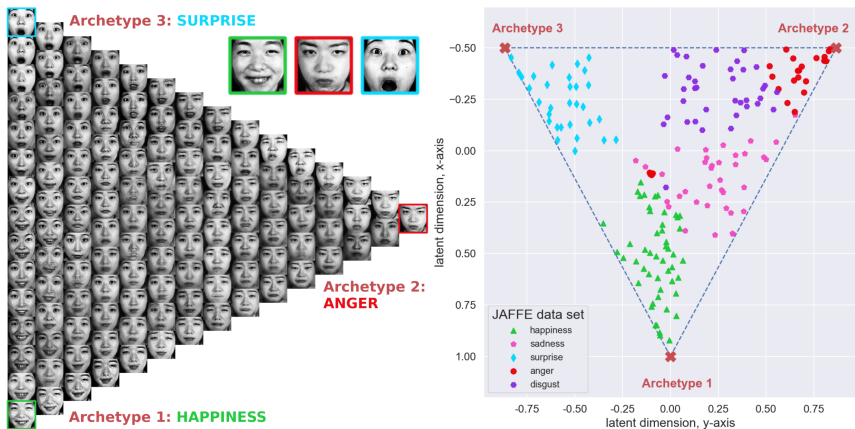 Archetype 3: SURPRISE
Archetype 2:
ANGER
Archetype 1: HAPPINESS
Archetype 3
Archetype 2
Archetype 1
latent dimension, x-axis
−0.50
−0.25
0.00
0.25
0.50
0.75
1.00
JAFFE data set
happiness
sadness
surprise
anger
disgust
−0.75
−0.50
−0.25
0.00
0.25
0.50
0.75
latent dimension, y-axis